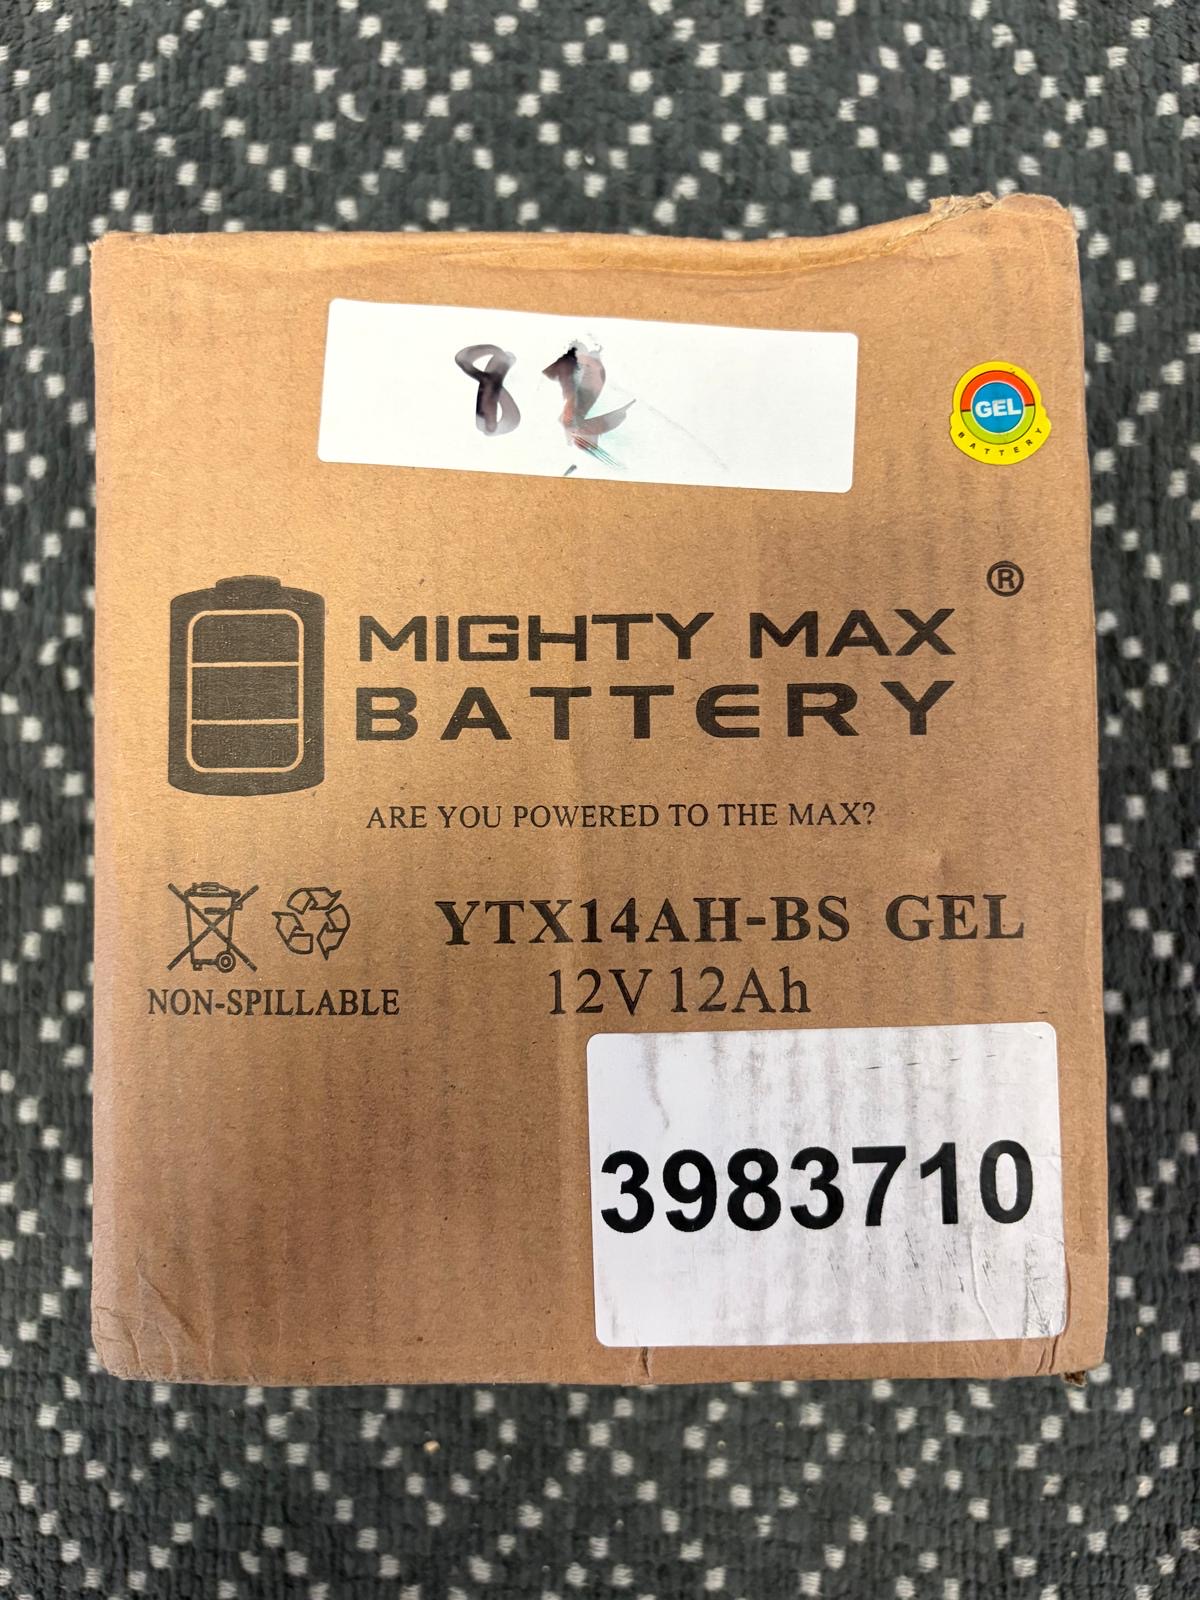 82
GEL
BATTERY
®
MIGHTY MAX
BATTERY
ARE YOU POWERED TO THE MAX?
YTX14AH-BS GEL
12V 12Ah
NON-SPILLABLE
3983710